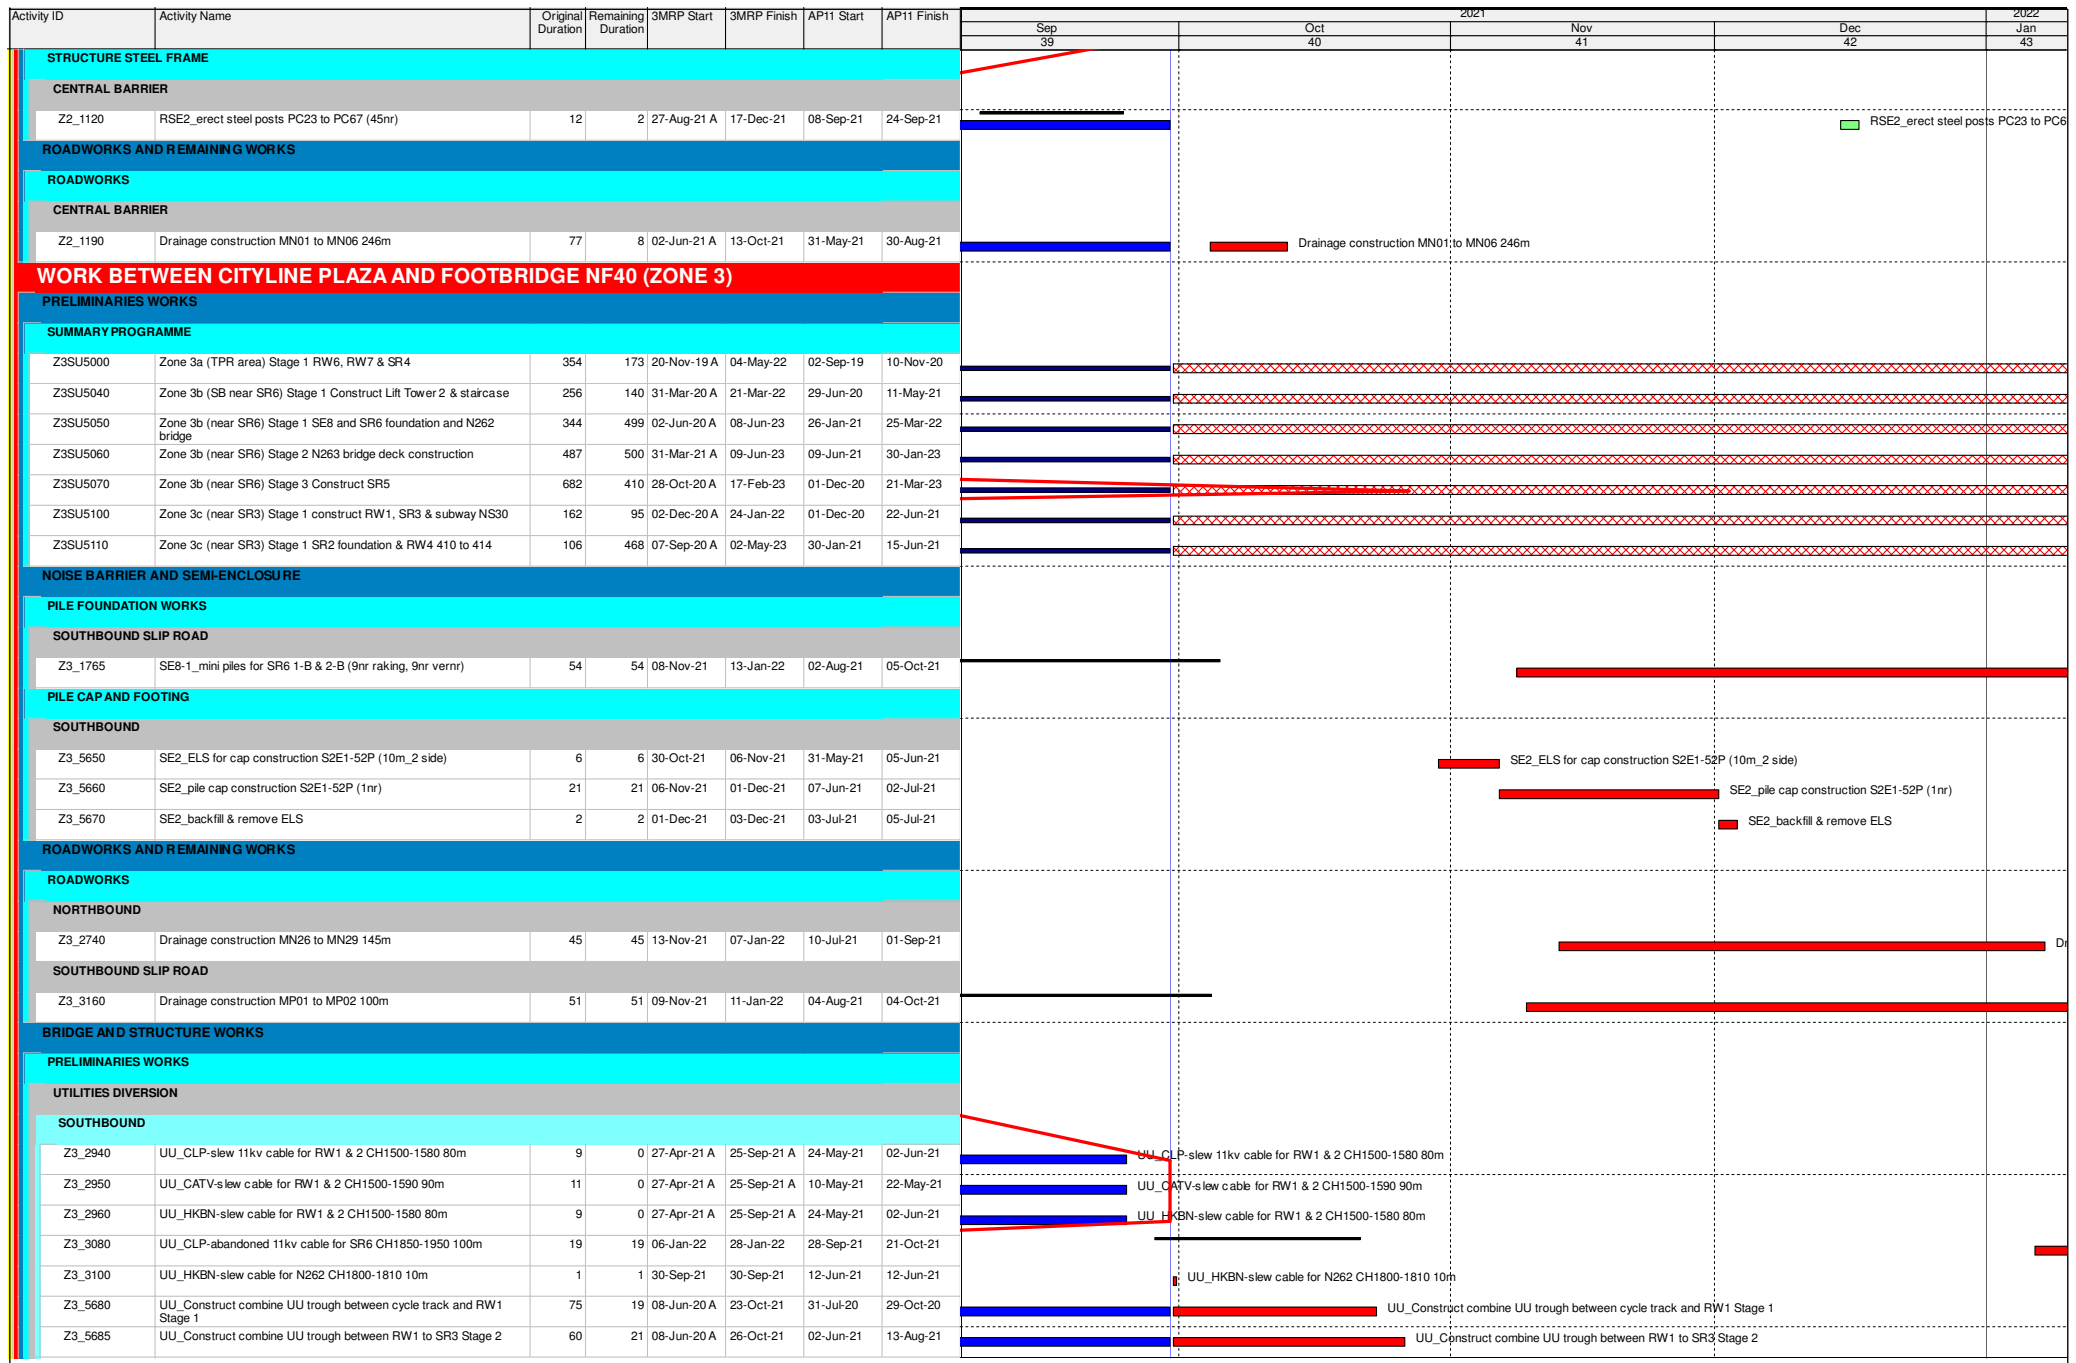 Activity ID Activity Name Original Duration Remaining Duration 3MRP Start 3MRP Finish AP11 Start AP11 Finish
2021 2022
Sep Oct Nov Dec Jan
39 40 41 42 43
STRUCTURE STEEL FRAME
CENTRAL BARRIER
Z2_1120 RSE2_erect steel posts PC23 to PC67 (45nr) 12 2 27-Aug-21 A 17-Dec-21 08-Sep-21 24-Sep-21 RSE2_erect steel posts PC23 to PC6
ROADWORKS AND REMAINING WORKS
ROADWORKS
CENTRAL BARRIER
Z2_1190 Drainage construction MN01 to MN06 246m 77 8 02-Jun-21 A 13-Oct-21 31-May-21 30-Aug-21 Drainage construction MN01 to MN06 246m
WORK BETWEEN CITYLINE PLAZA AND FOOTBRIDGE NF40 (ZONE 3)
PRELIMINARIES WORKS
SUMMARY PROGRAMME
Z3SU5000 Zone 3a (TPR area) Stage 1 RW6, RW7 & SR4 354 173 20-Nov-19 A 04-May-22 02-Sep-19 10-Nov-20
Z3SU5040 Zone 3b (SB near SR6) Stage 1 Construct Lift Tower 2 & staircase 256 140 31-Mar-20 A 21-Mar-22 29-Jun-20 11-May-21
Z3SU5050 Zone 3b (near SR6) Stage 1 SE8 and SR6 foundation and N262 bridge 344 499 02-Jun-20 A 08-Jun-23 26-Jan-21 25-Mar-22
Z3SU5060 Zone 3b (near SR6) Stage 2 N263 bridge deck construction 487 500 31-Mar-21 A 09-Jun-23 09-Jun-21 30-Jan-23
Z3SU5070 Zone 3b (near SR6) Stage 3 Construct SR5 682 410 28-Oct-20 A 17-Feb-23 01-Dec-20 21-Mar-23
Z3SU5100 Zone 3c (near SR3) Stage 1 construct RW1, SR3 & subway NS30 162 95 02-Dec-20 A 24-Jan-22 01-Dec-20 22-Jun-21
Z3SU5110 Zone 3c (near SR3) Stage 1 SR2 foundation & RW4 410 to 414 106 468 07-Sep-20 A 02-May-23 30-Jan-21 15-Jun-21
NOISE BARRIER AND SEMI-ENCLOSURE
PILE FOUNDATION WORKS
SOUTHBOUND SLIP ROAD
Z3_1765 SE8-1_mini piles for SR6 1-B & 2-B (9nr raking, 9nr vernr) 54 54 08-Nov-21 13-Jan-22 02-Aug-21 05-Oct-21
PILE CAP AND FOOTING
SOUTHBOUND
Z3_5650 SE2_ELS for cap construction S2E1-52P (10m_2 side) 6 6 30-Oct-21 06-Nov-21 31-May-21 05-Jun-21 SE2_ELS for cap construction S2E1-52P (10m_2 side)
Z3_5660 SE2_pile cap construction S2E1-52P (1nr) 21 21 06-Nov-21 01-Dec-21 07-Jun-21 02-Jul-21 SE2_pile cap construction S2E1-52P (1nr)
Z3_5670 SE2_backfill & remove ELS 2 2 01-Dec-21 03-Dec-21 03-Jul-21 05-Jul-21 SE2_backfill & remove ELS
ROADWORKS AND REMAINING WORKS
ROADWORKS
NORTHBOUND
Z3_2740 Drainage construction MN26 to MN29 145m 45 45 13-Nov-21 07-Jan-22 10-Jul-21 01-Sep-21 Dr
SOUTHBOUND SLIP ROAD
Z3_3160 Drainage construction MP01 to MP02 100m 51 51 09-Nov-21 11-Jan-22 04-Aug-21 04-Oct-21
BRIDGE AND STRUCTURE WORKS
PRELIMINARIES WORKS
UTILITIES DIVERSION
SOUTHBOUND
Z3_2940 UU_CLP-slew 11kv cable for RW1 & 2 CH1500-1580 80m 9 0 27-Apr-21 A 25-Sep-21 A 24-May-21 02-Jun-21 UU_CLP-slew 11kv cable for RW1 & 2 CH1500-1580 80m
Z3_2950 UU_CATV-slew cable for RW1 & 2 CH1500-1590 90m 11 0 27-Apr-21 A 25-Sep-21 A 10-May-21 22-May-21 UU_CATV-slew cable for RW1 & 2 CH1500-1590 90m
Z3_2960 UU_HKBN-slew cable for RW1 & 2 CH1500-1580 80m 9 0 27-Apr-21 A 25-Sep-21 A 24-May-21 02-Jun-21 UU_HKBN-slew cable for RW1 & 2 CH1500-1580 80m
Z3_3080 UU_CLP-abandoned 11kv cable for SR6 CH1850-1950 100m 19 19 06-Jan-22 28-Jan-22 28-Sep-21 21-Oct-21
Z3_3100 UU_HKBN-slew cable for N262 CH1800-1810 10m 1 1 30-Sep-21 30-Sep-21 12-Jun-21 12-Jun-21 UU_HKBN-slew cable for N262 CH1800-1810 10m
Z3_5680 UU_Construct combine UU trough between cycle track and RW1 Stage 1 75 19 08-Jun-20 A 23-Oct-21 31-Jul-20 29-Oct-20 UU_Construct combine UU trough between cycle track and RW1 Stage 1
Z3_5685 UU_Construct combine UU trough between RW1 to SR3 Stage 2 60 21 08-Jun-20 A 26-Oct-21 02-Jun-21 13-Aug-21 UU_Construct combine UU trough between RW1 to SR3 Stage 2